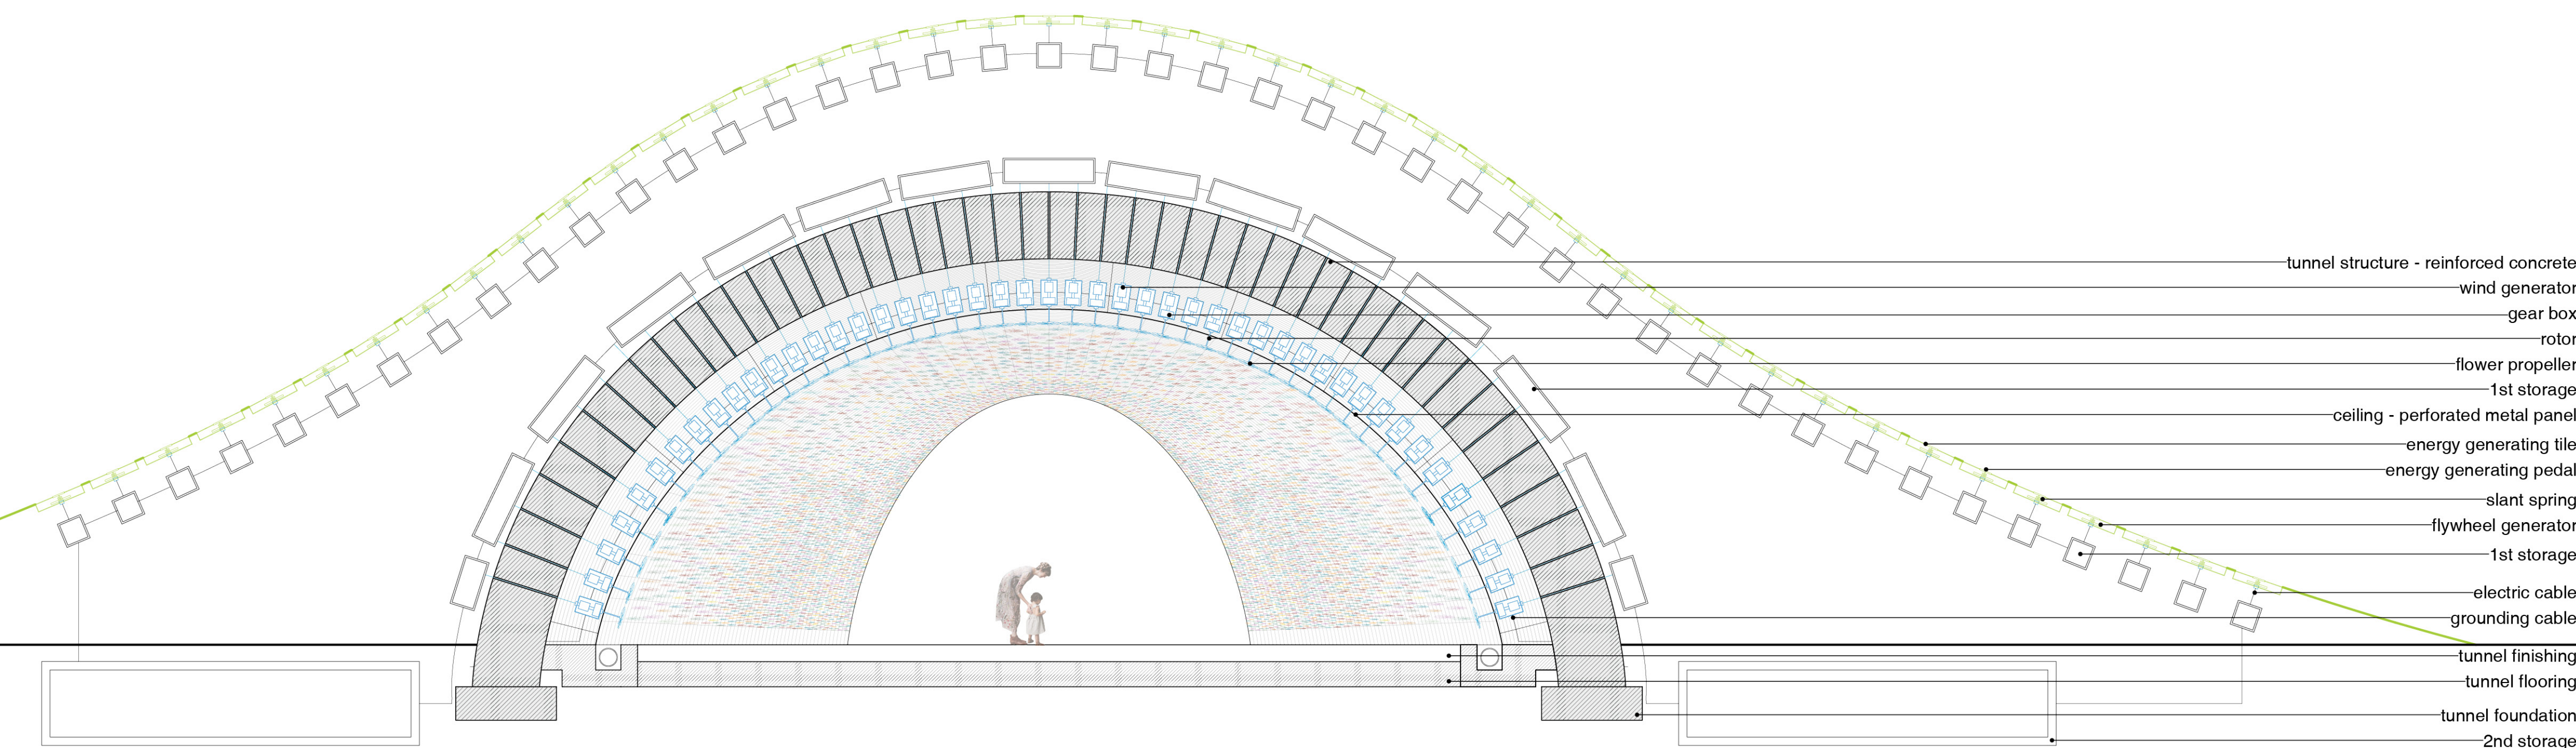 tunnel structure - reinforced concrete
wind generator
gear box
rotor
flower propeller
1st storage
ceiling - perforated metal panel
energy generating tile
energy generating pedal
slant spring
flywheel generator
1st storage
electric cable
grounding cable
tunnel finishing
tunnel flooring
tunnel foundation
2nd storage